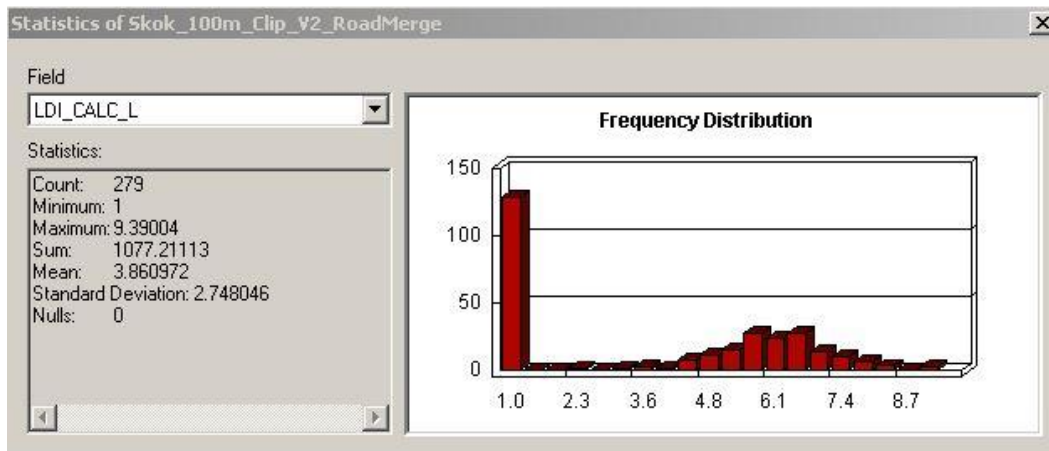 Statistics of Skok_100m_Clip_V2_RoadMerge
Field
LDI_CALC_L
Statistics:
Count: 279
Minimum: 1
Maximum: 9.39004
Sum: 1077.21113
Mean: 3.860972
Standard Deviation: 2.748046
Nulls: 0
Frequency Distribution
150
100
50
0
1.0 2.3 3.6 4.8 6.1 7.4 8.7